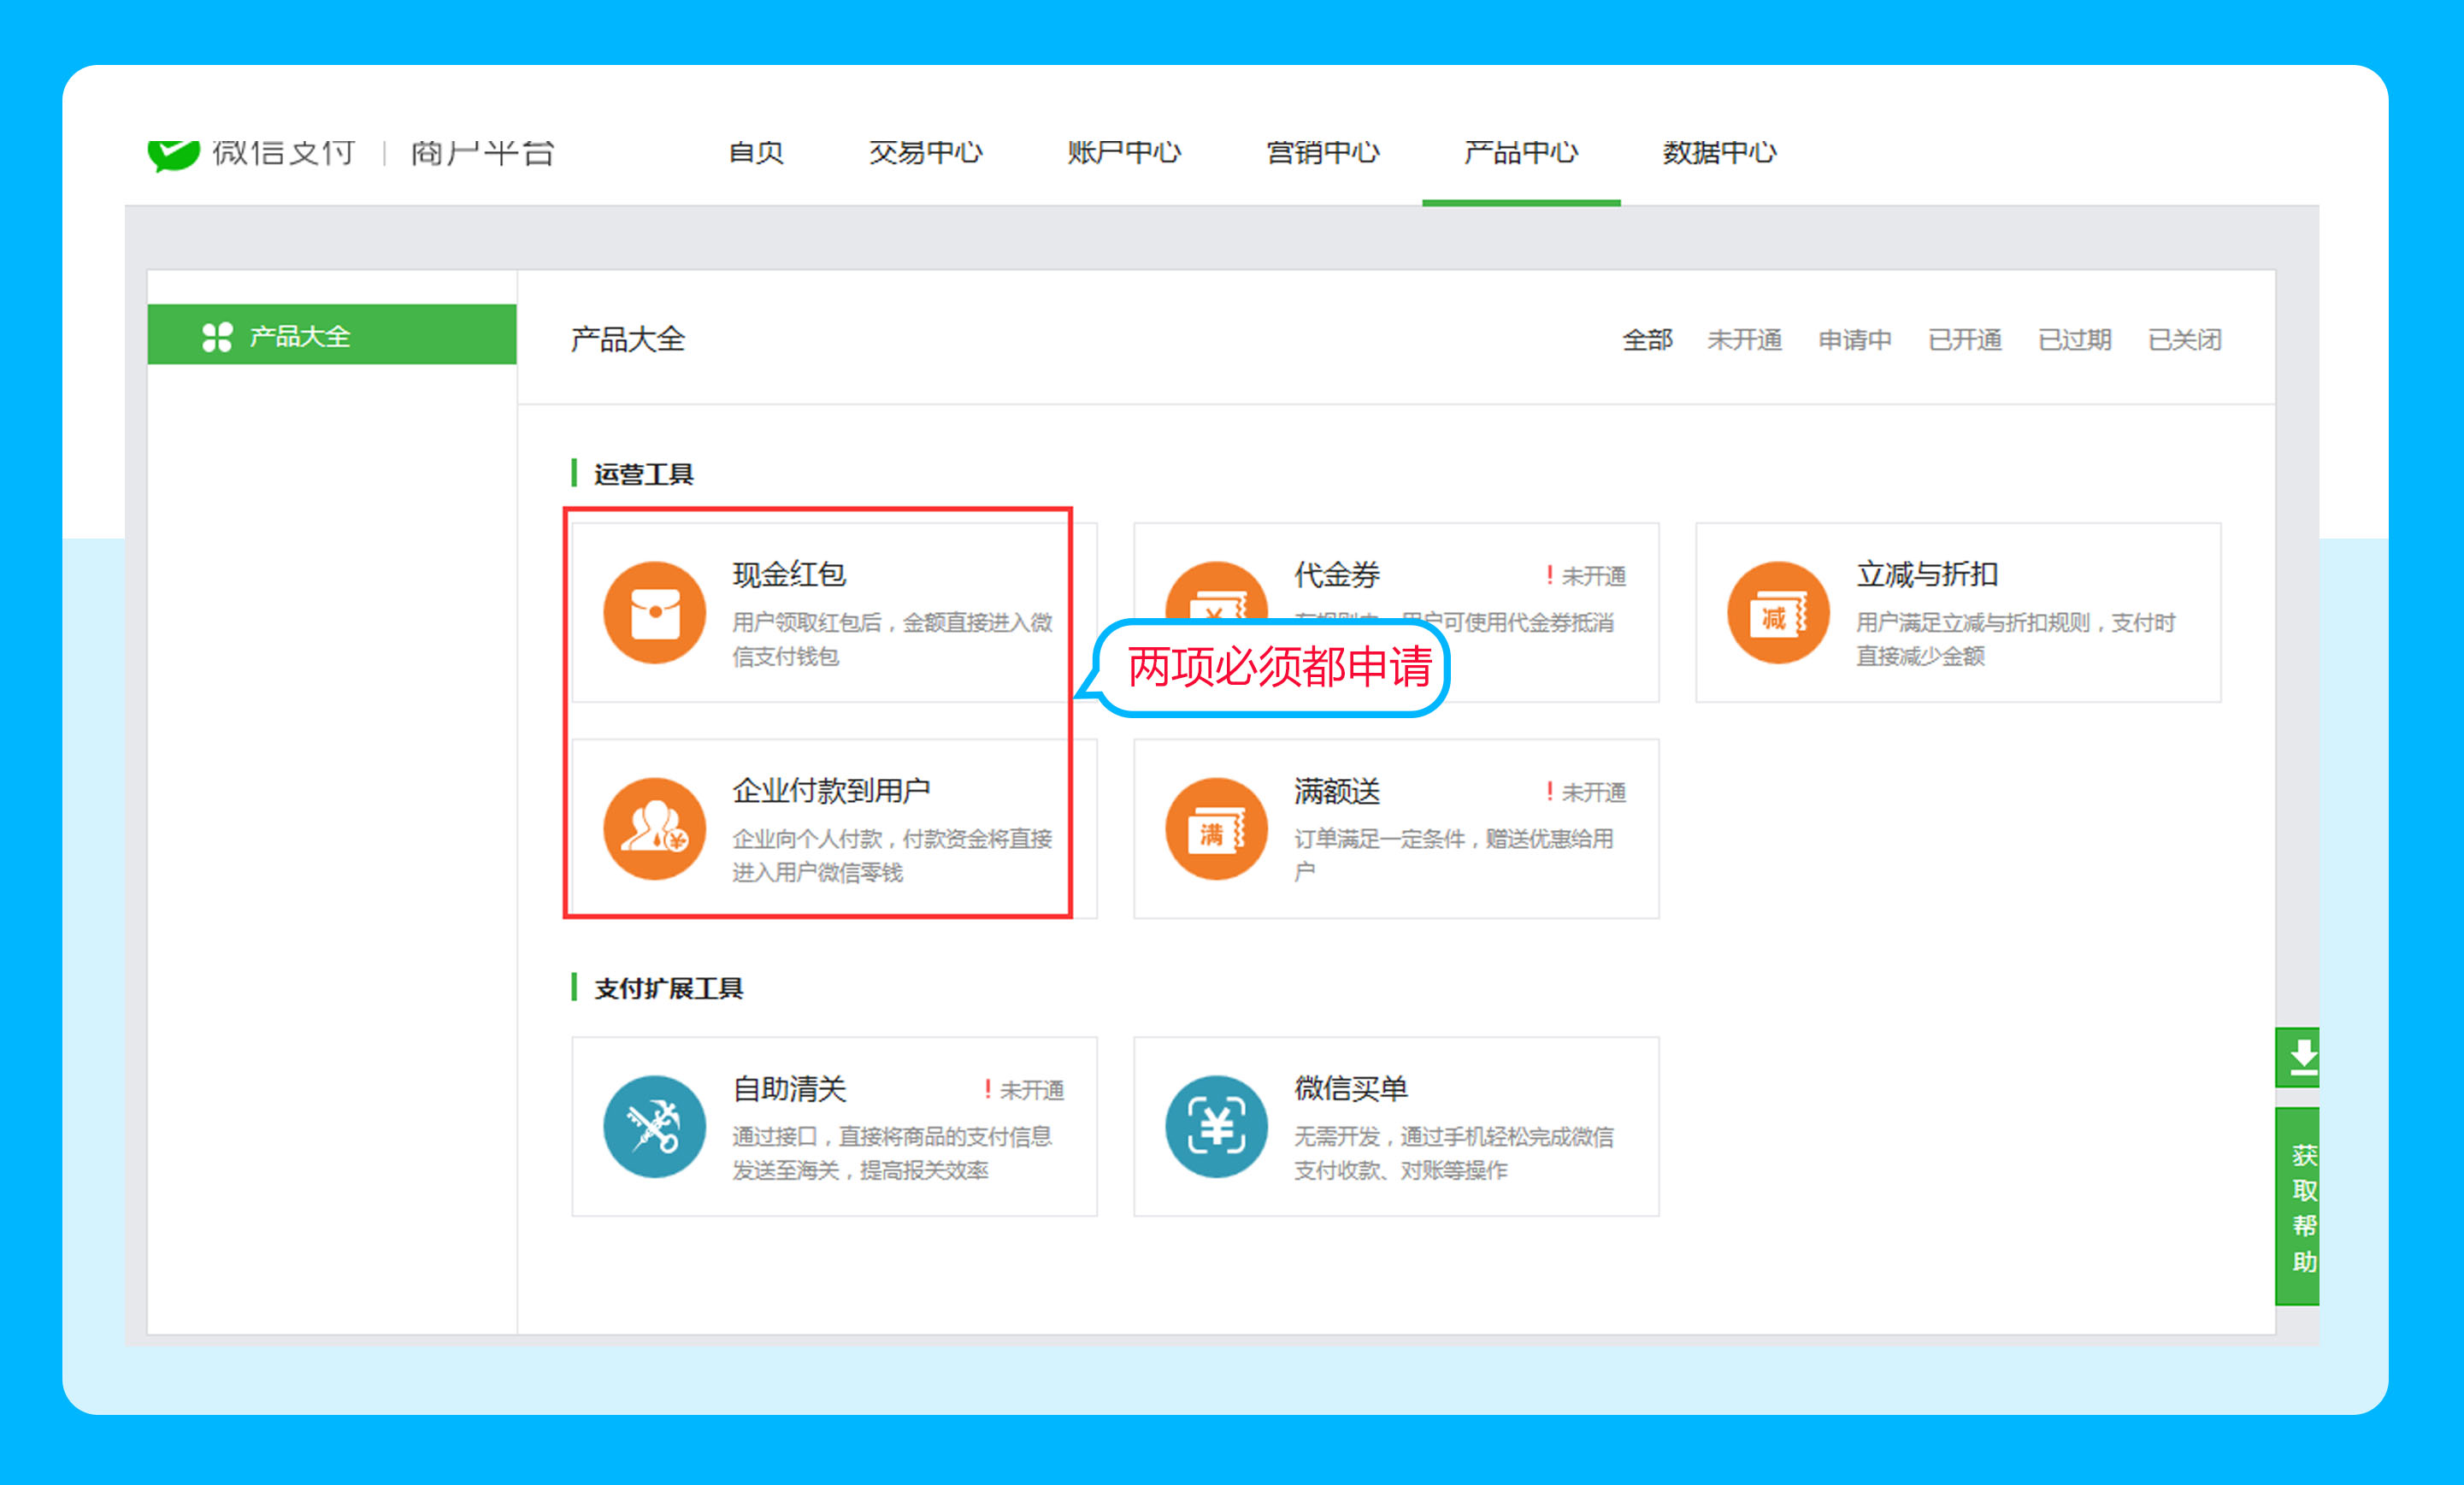 微信支付 | 商户平台 首页 交易中心 账户中心 营销中心 产品中心 数据中心
产品大全
产品大全 全部 未开通 申请中 已开通 已过期 已关闭
运营工具
现金红包
用户领取红包后，金额直接进入微
信支付钱包
代金券 ! 未开通
用户可使用代金券抵消
两项必须都申请
立减与折扣
减
用户满足立减与折扣规则，支付时
直接减少金额
企业付款到用户
企业向个人付款，付款资金将直接
进入用户微信零钱
满额送 ! 未开通
满
订单满足一定条件，赠送优惠给用
户
支付扩展工具
自助清关 ! 未开通
通过接口，直接将商品的支付信息
发送至海关，提高报关效率
微信买单
¥
无需开发，通过手机轻松完成微信
支付收款、对账等操作
获
取
帮
助